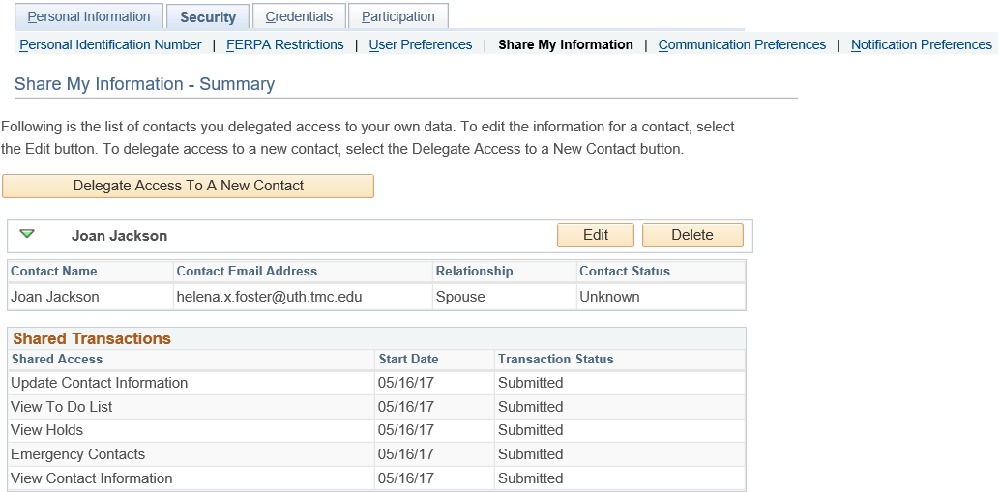 Personal Information Security Credentials Participation
Personal Identification Number | FERPA Restrictions | User Preferences | Share My Information | Communication Preferences | Notification Preferences
Share My Information - Summary
Following is the list of contacts you delegated access to your own data. To edit the information for a contact, select
the Edit button. To delegate access to a new contact, select the Delegate Access to a New Contact button.
Delegate Access To A New Contact
Joan Jackson Edit Delete
Contact Name Contact Email Address Relationship Contact Status
Joan Jackson helena.x.foster@uth.tmc.edu Spouse Unknown
Shared Transactions
Shared Access Start Date Transaction Status
Update Contact Information 05/16/17 Submitted
View To Do List 05/16/17 Submitted
View Holds 05/16/17 Submitted
Emergency Contacts 05/16/17 Submitted
View Contact Information 05/16/17 Submitted